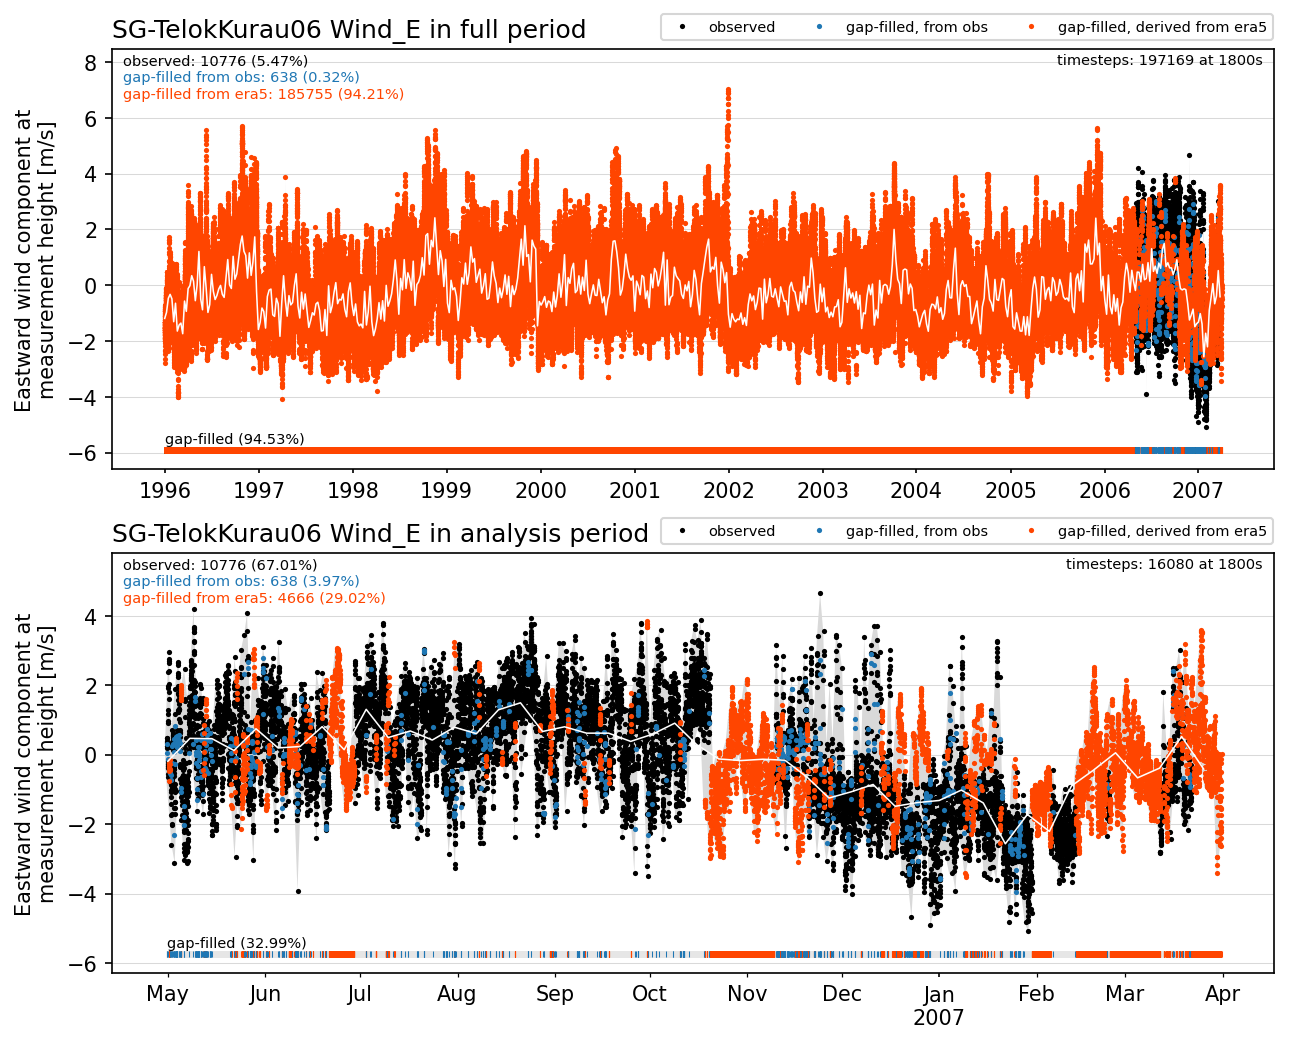 SG-TelokKurau06 Wind_E in full period
observed
gap-filled, from obs
gap-filled, derived from era5
observed: 10776 (5.47%)
gap-filled from obs: 638 (0.32%)
gap-filled from era5: 185755 (94.21%)
timesteps: 197169 at 1800s
Eastward wind component at
measurement height [m/s]
8
6
4
2
0
−2
−4
−6
gap-filled (94.53%)
1996 1997 1998 1999 2000 2001 2002 2003 2004 2005 2006 2007
SG-TelokKurau06 Wind_E in analysis period
observed
gap-filled, from obs
gap-filled, derived from era5
observed: 10776 (67.01%)
gap-filled from obs: 638 (3.97%)
gap-filled from era5: 4666 (29.02%)
timesteps: 16080 at 1800s
Eastward wind component at
measurement height [m/s]
4
2
0
−2
−4
−6
gap-filled (32.99%)
May Jun Jul Aug Sep Oct Nov Dec Jan Feb Mar Apr
2007